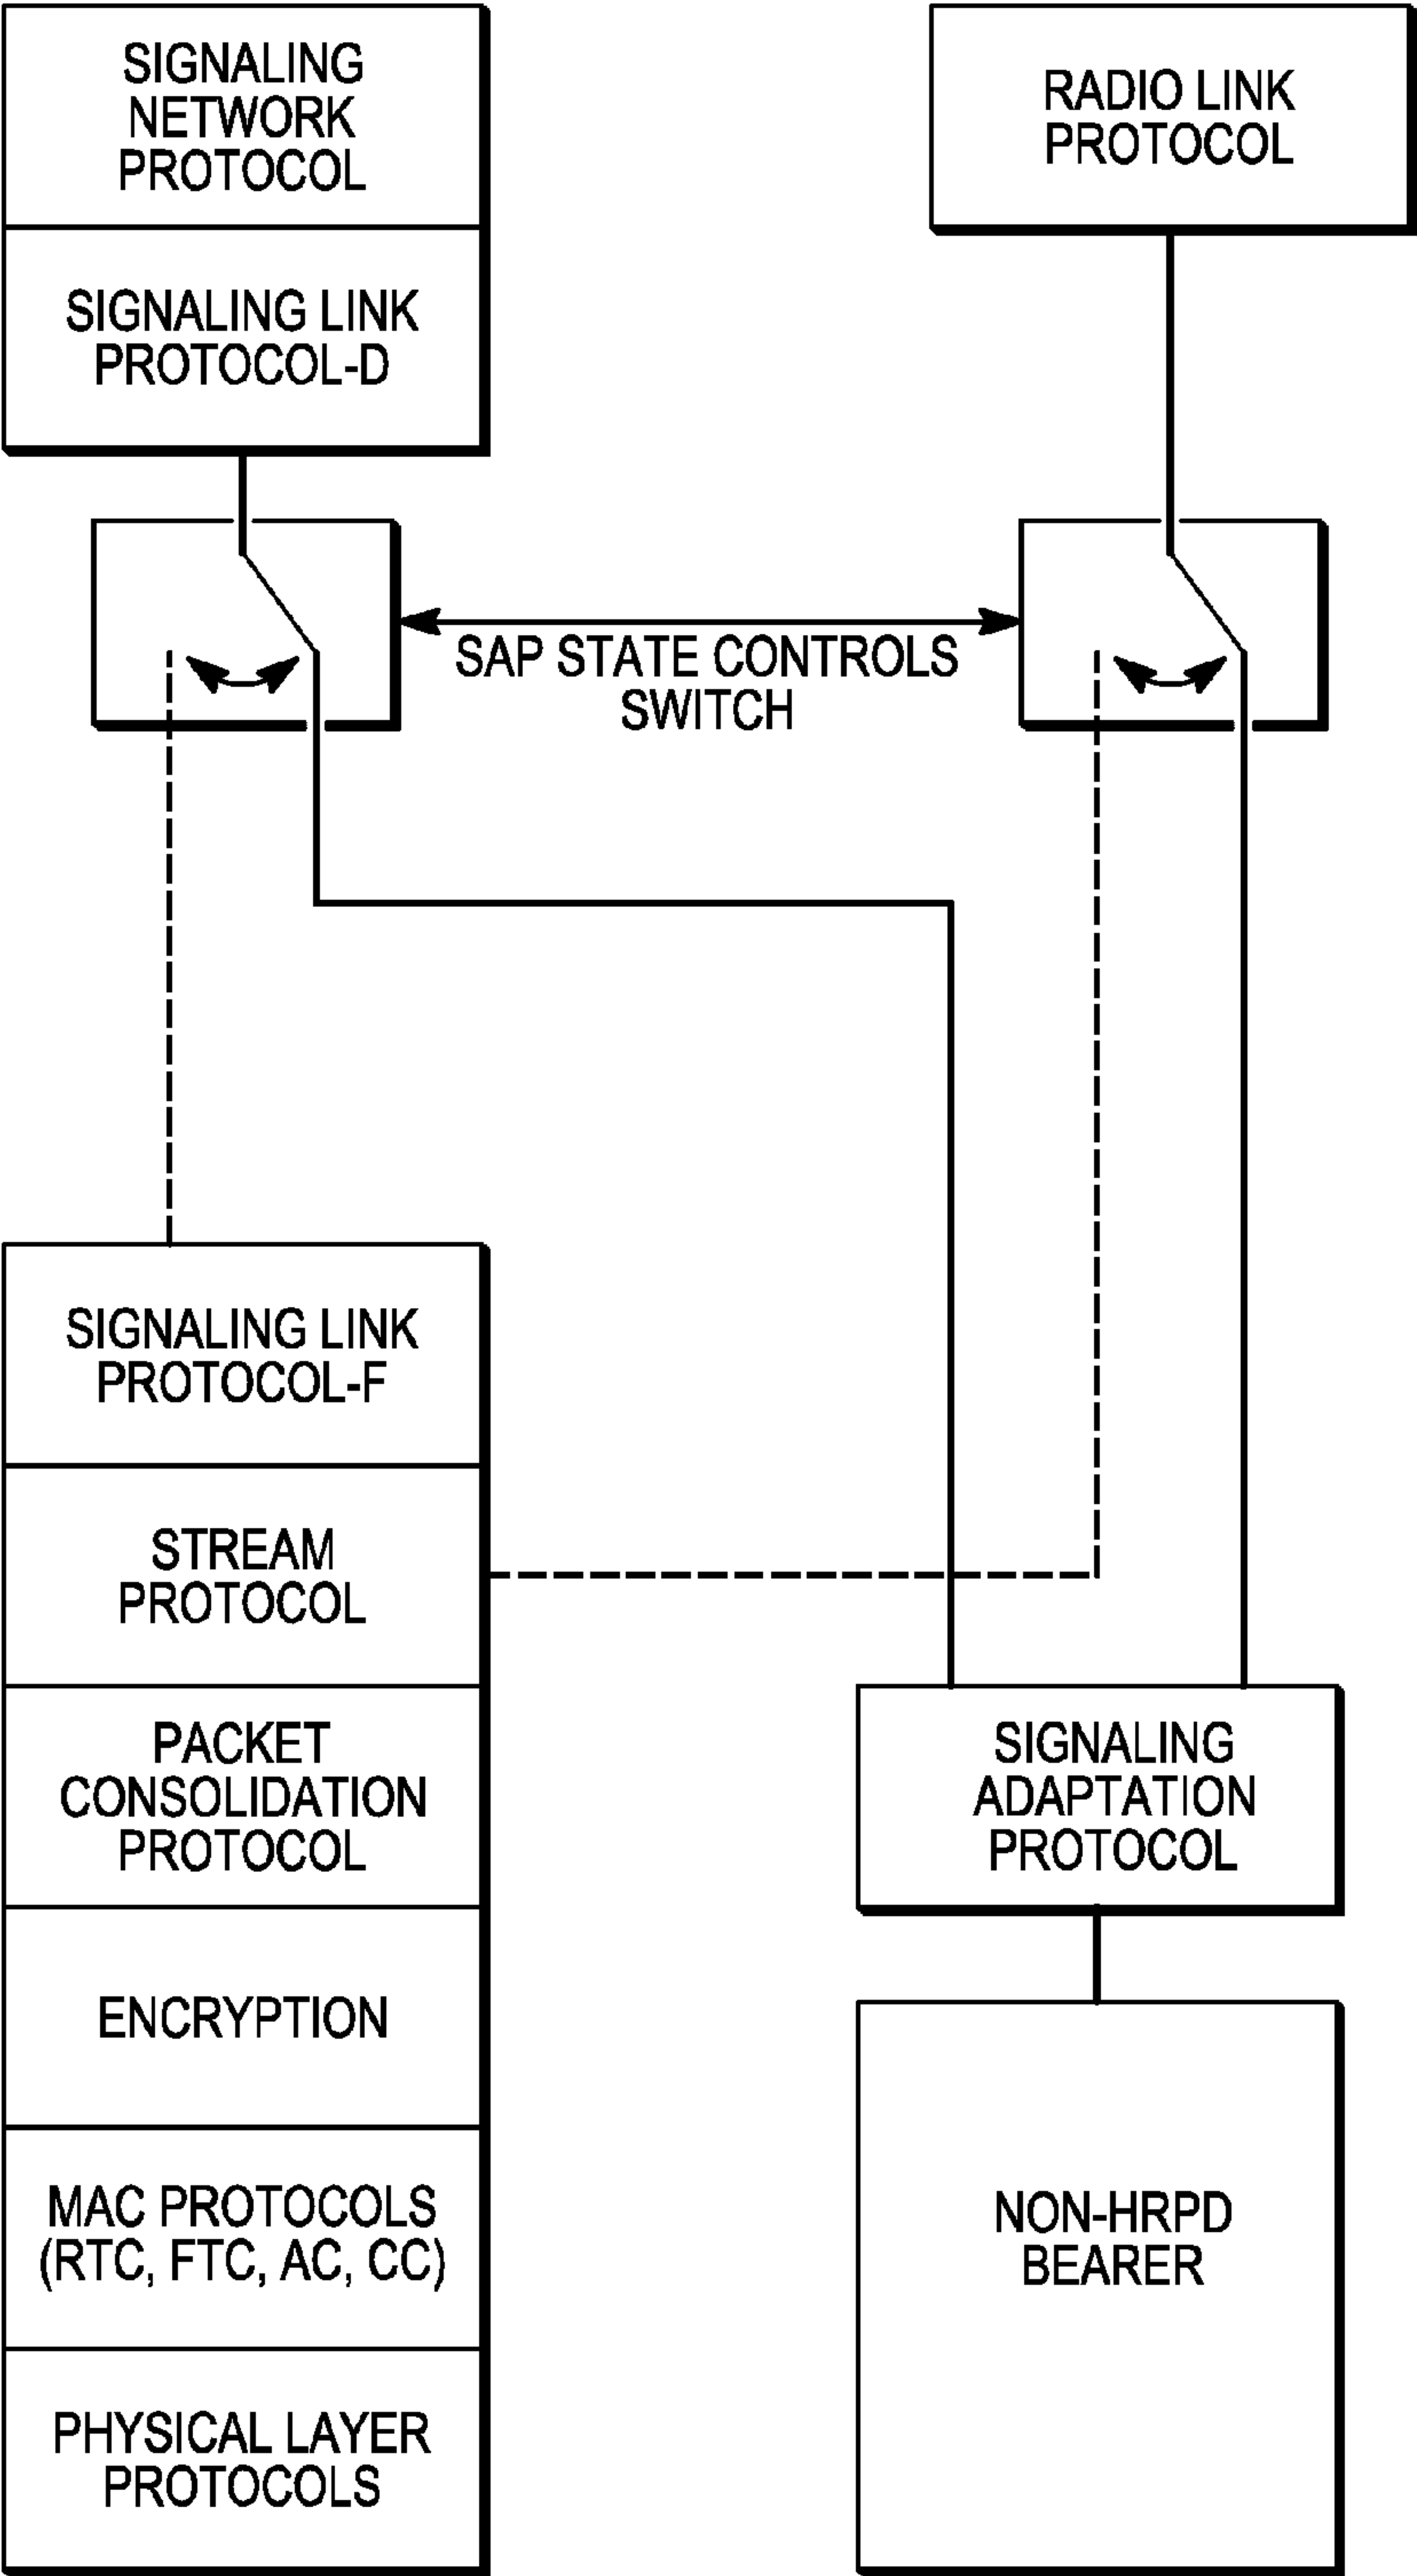 SIGNALING
NETWORK
PROTOCOL
RADIO LINK
PROTOCOL
SIGNALING LINK
PROTOCOL-D
SAP STATE CONTROLS
SWITCH
SIGNALING LINK
PROTOCOL-F
STREAM
PROTOCOL
PACKET
CONSOLIDATION
PROTOCOL
SIGNALING
ADAPTATION
PROTOCOL
ENCRYPTION
MAC PROTOCOLS
(RTC, FTC, AC, CC)
NON-HRPD
BEARER
PHYSICAL LAYER
PROTOCOLS